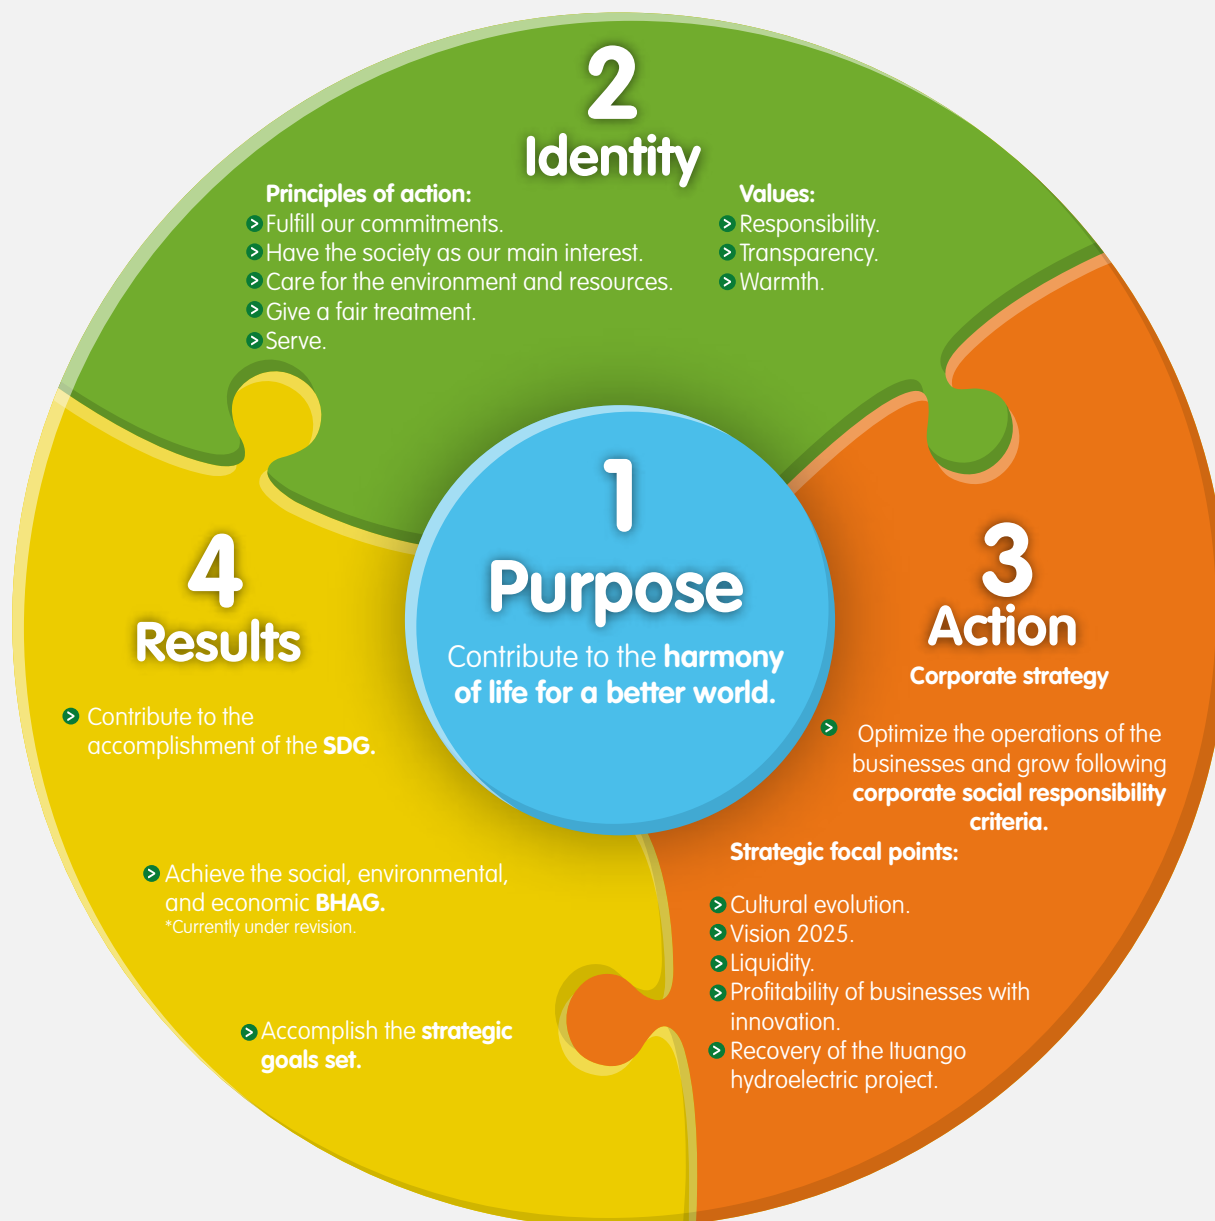 2
Identity
Principles of action:
Fulfill our commitments.
Have the society as our main interest.
Care for the environment and resources.
Give a fair treatment.
Serve.
Values:
Responsibility.
Transparency.
Warmth.
1
Purpose
Contribute to the harmony
of life for a better world.
3
Action
Corporate strategy
Optimize the operations of the
businesses and grow following
corporate social responsibility
criteria.
Strategic focal points:
Cultural evolution.
Vision 2025.
Liquidity.
Profitability of businesses with
innovation.
Recovery of the Ituango
hydroelectric project.
4
Results
Contribute to the
accomplishment of the SDG.
Achieve the social, environmental,
and economic BHAG.
*Currently under revision.
Accomplish the strategic
goals set.